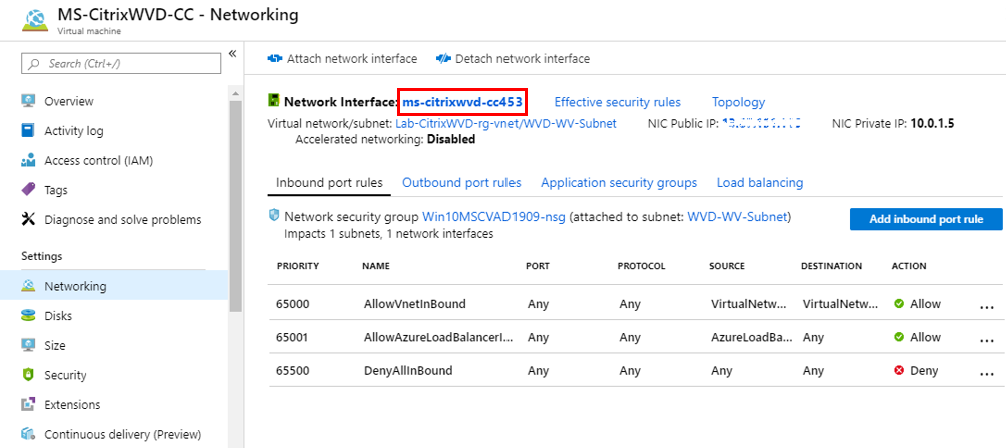 MS-CitrixWVD-CC - Networking
Virtual machine
Search (Ctrl+/)
«
Overview
Activity log
Access control (IAM)
Tags
Diagnose and solve problems
Settings
Networking
Disks
Size
Security
Extensions
Continuous delivery (Preview)
Attach network interface Detach network interface
Network Interface: ms-citrixwvd-cc453 Effective security rules Topology
Virtual network/subnet: Lab-CitrixWVD-rg-vnet/WVD-WV-Subnet NIC Public IP: NIC Private IP: 10.0.1.5
Accelerated networking: Disabled
Inbound port rules Outbound port rules Application security groups Load balancing
Network security group Win10MSCVAD1909-nsg (attached to subnet: WVD-WV-Subnet)
Impacts 1 subnets, 1 network interfaces
Add inbound port rule
PRIORITY NAME PORT PROTOCOL SOURCE DESTINATION ACTION
65000 AllowVnetInBound Any Any VirtualNetw... VirtualNetw... Allow ...
65001 AllowAzureLoadBalancerI... Any Any AzureLoadBa... Any Allow ...
65500 DenyAllInBound Any Any Any Any Deny ...